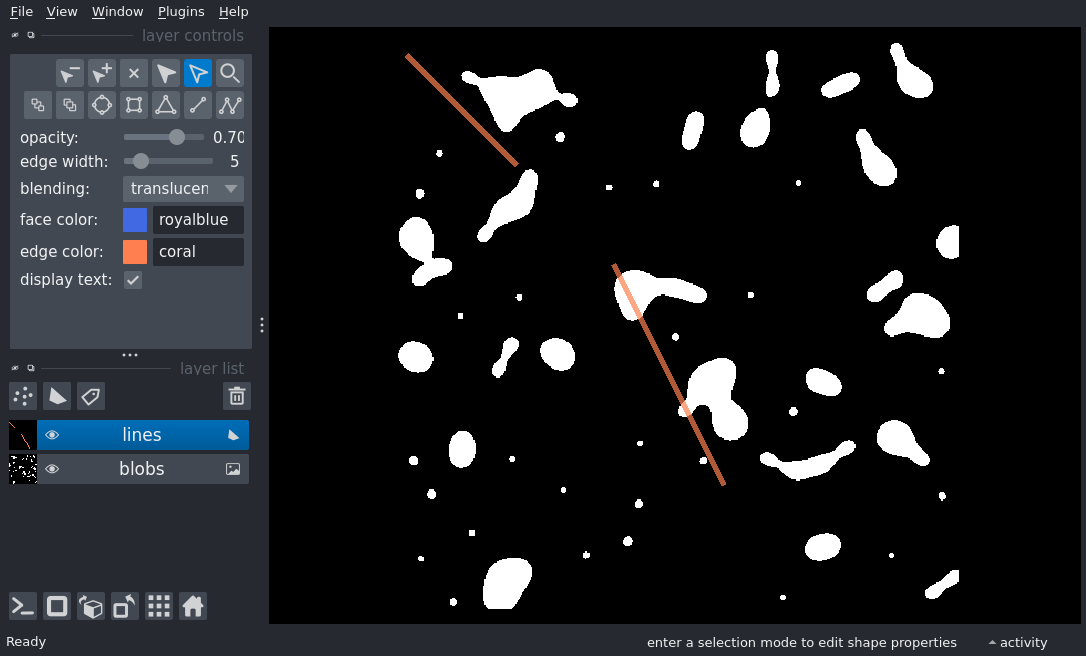 File View Window Plugins Help
layer controls
opacity: 0.70
edge width: 5
blending: translucen
face color: royalblue
edge color: coral
display text:
layer list
lines
blobs
Ready enter a selection mode to edit shape properties activity